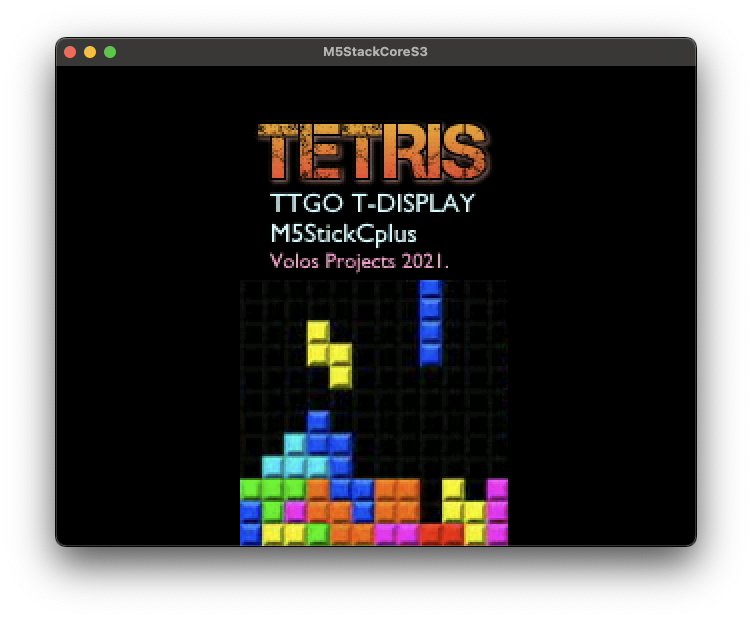 M5StackCoreS3
TETRIS
TTGO T-DISPLAY
M5StickCplus
Volos Projects 2021.